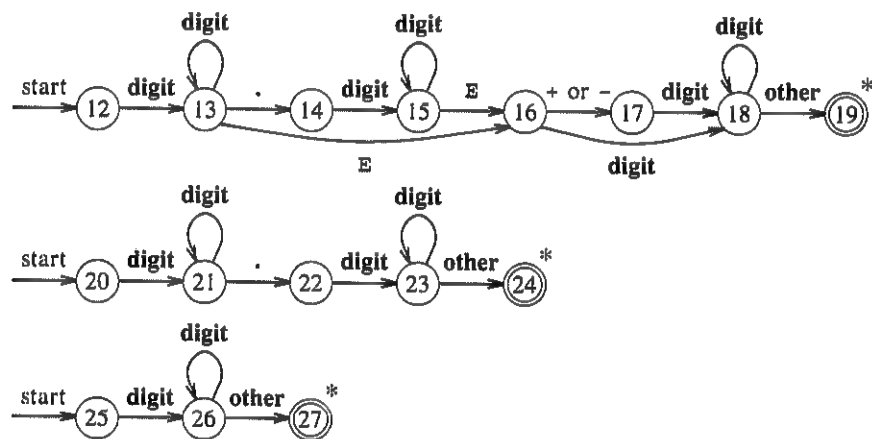 digit digit digit
start digit . digit E + or - digit other *
12 13 14 15 16 17 18 19
E digit
digit digit
start digit . digit other *
20 21 22 23 24
digit
start digit other *
25 26 27